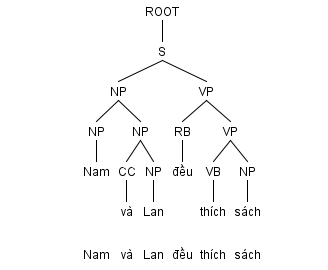 ROOT
S
NP VP
NP NP RB VP
Nam CC NP đều VB NP
và Lan thích sách
Nam và Lan đều thích sách